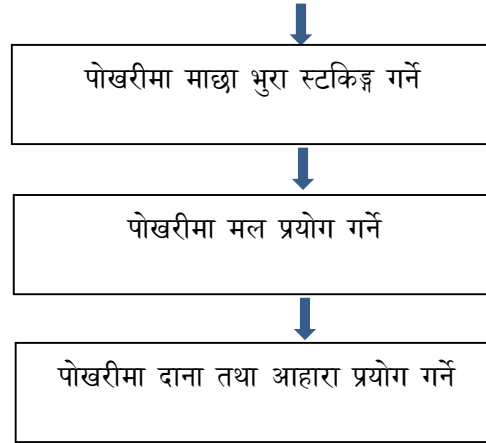 पोखरीमा माछा भुरा स्टकिङ्ग गर्ने
पोखरीमा मल प्रयोग गर्ने
पोखरीमा दाना तथा आहारा प्रयोग गर्ने